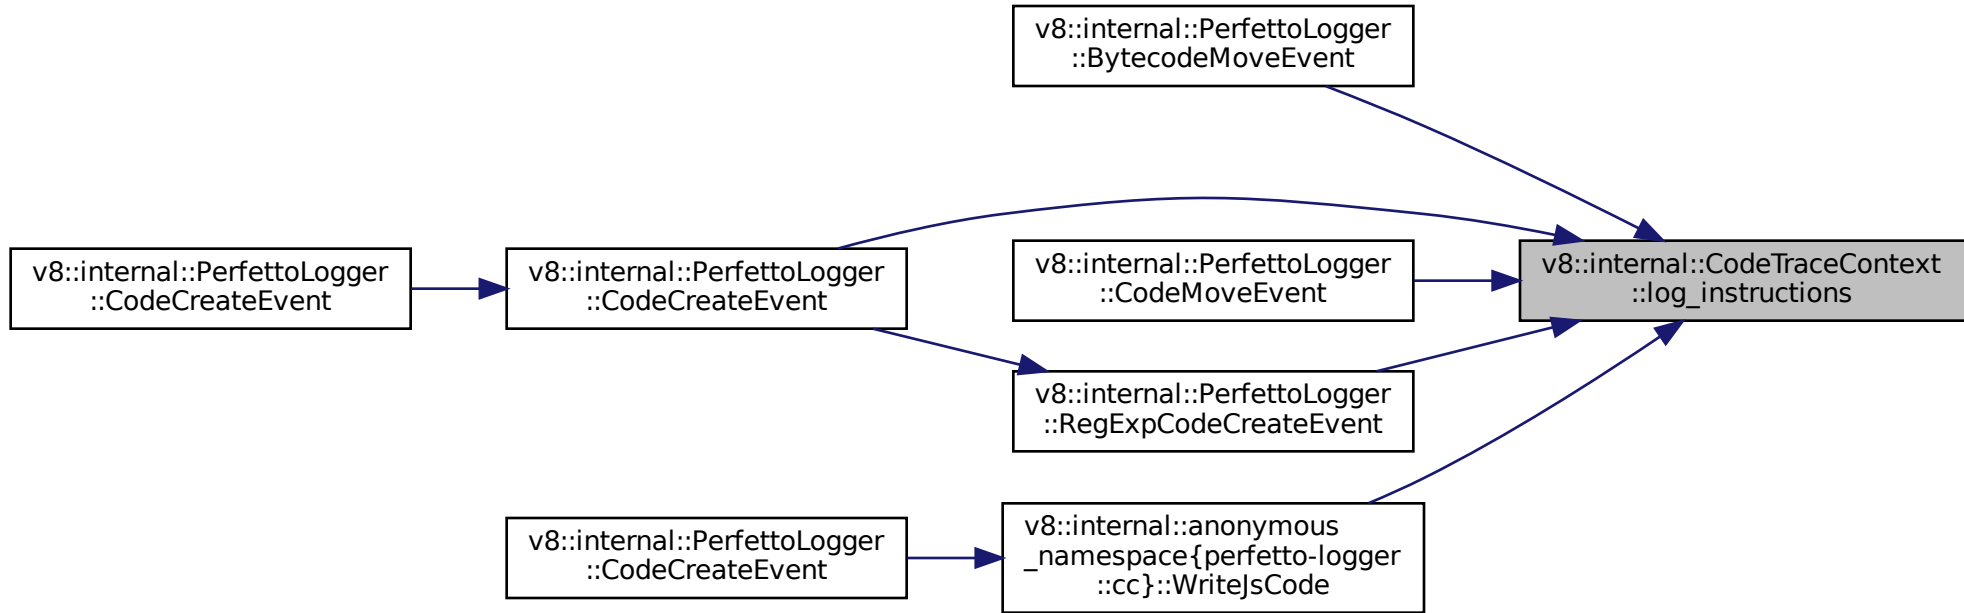 v8::internal::PerfettoLogger
::BytecodeMoveEvent
v8::internal::PerfettoLogger
::CodeCreateEvent
v8::internal::PerfettoLogger
::CodeCreateEvent
v8::internal::PerfettoLogger
::CodeMoveEvent
v8::internal::CodeTraceContext
::log_instructions
v8::internal::PerfettoLogger
::RegExpCodeCreateEvent
v8::internal::PerfettoLogger
::CodeCreateEvent
v8::internal::anonymous
_namespace{perfetto-logger
::cc}::WriteJsCode